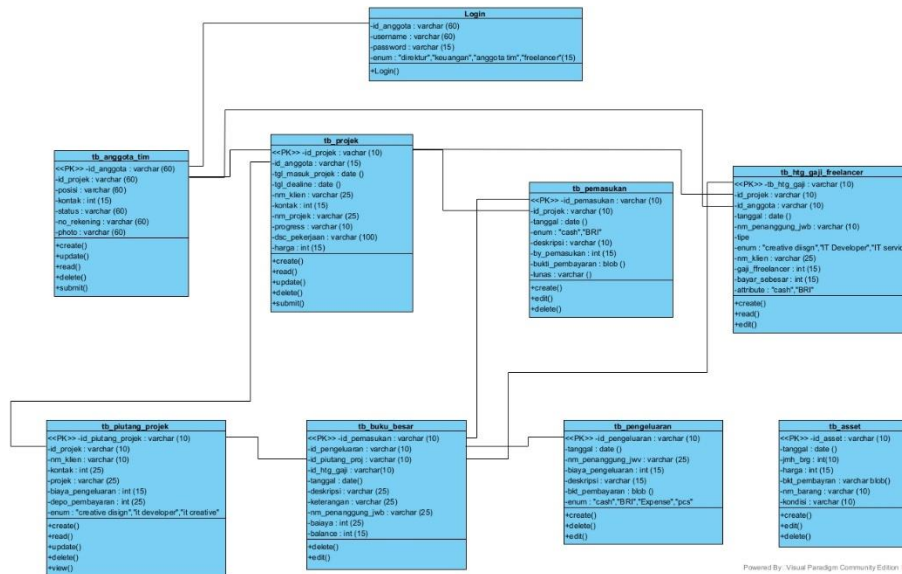 Login
-id_anggota : varchar (60)
-username : varchar (60)
-password : varchar (15)
-enum : "direktur","keuangan","anggota tim","freelancer"(15)
+Login()
tb_anggota_tim
<<PK>> -id_anggota : varchar (60)
-id_projek : varchar (60)
-posisi : varchar (60)
-kontak : int (15)
-status : varchar (60)
-no_rekening : varchar (60)
-photo : varchar (60)
+create()
+update()
+read()
+delete()
+submit()
tb_projek
<<PK>> -id_projek : vachar (10)
-id_anggota : varchar (15)
-tgl_masuk_projek : date ()
-tgl_dealine : date ()
-nm_klien : varchar (25)
-kontak : int (15)
-nm_projek : varchar (25)
-progress : varchar (10)
-dsc_pekerjaan : varchar (100)
-harga : int (15)
+create()
+read()
+update()
+delete()
+submit()
tb_pemasukan
<<PK>> -id_pemasukan : varchar (10)
-id_projek : varchar (10)
-tanggal : date ()
-enum : "cash","BRI"
-deskripsi : varchar (10)
-by_pemasukan : int (15)
-bukti_pembayaran : blob ()
-lunas : varchar ()
+create()
+edit()
+delete()
tb_htg_gaji_freelancer
<<PK>> -tb_htg_gaji : varchar (10)
-id_projek : varchar (10)
-id_anggota : varchar (10)
-tanggal : date ()
-nm_penanggung_jwb : varchar (10)
-tipe
-enum : "creative diisgn","IT Developer","IT servic
-nm_klien : varchar (25)
-gaji_ffreelancer : int (15)
-bayar_sebesar : int (15)
-attribute : "cash","BRI"
+create()
+read()
+edit()
tb_piutang_projek
<<PK>> -id_piutang_projek : varchar (10)
-id_projek : varchar (10)
-nm_klien : varchar (25)
-kontak : int (25)
-projek : varchar (25)
-biaya_pengeluaran : int (15)
-depo_pembayaran : int (25)
-enum : "creative disign","it developer","it creative"
+create()
+read()
+update()
+delete()
+view()
tb_buku_besar
<<PK>> -id_pemasukan : varchar (10)
-id_pengeluaran : varchar (10)
-id_piutang_proj : varchar (10)
-id_htg_gaji : varchar(10)
-tanggal : date()
-deskripsi : varchar (25)
-keterangan : varchar (25)
-nm_penanggung_jwb : varchar (25)
-baiaya : int (25)
-balance : int (15)
+delete()
+edit()
tb_pengeluaran
<<PK>> -id_pengeluaran : varchar (10)
-tanggal : date ()
-nm_penanggung_jwv : varchar (25)
-biaya_pengeluaran : int (15)
-deskripsi : varchar (15)
-bkt_pembayaran : blob ()
-enum : "cash","BRI","Expense","pcs"
+create()
+delete()
+edit()
tb_asset
<<PK>> -id_asset : varchar (10)
-tanggal : date ()
-jmh_brg : int(10)
-harga : int (15)
-bkt_pembayran : varchar blob()
-nm_barang : varchar (10)
-kondisi : varchar (10)
+create()
+edit()
+delete()
Powered By : Visual Paradigm Community Edition